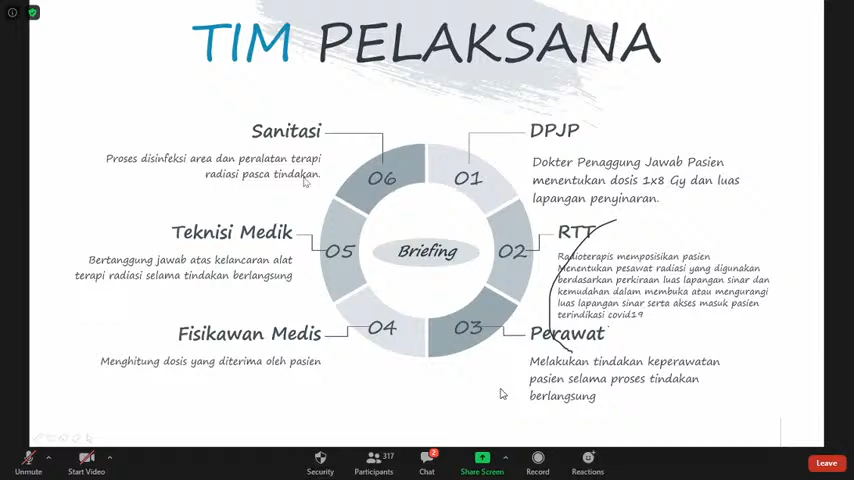 TIM PELAKSANA
DPJP
Dokter Penaggung Jawab Pasien
menentukan dosis 1x8 Gy dan luas
lapangan penyinaran.
RTT
Radioterapis memposisikan pasien
Menentukan pesawat radiasi yang digunakan
berdasarkan perkiraan luas lapangan sinar dan
kemudahan dalam membuka atau mengurangi
luas lapangan sinar serta akses masuk pasien
terindikasi covid19
Perawat
Melakukan tindakan keperawatan
pasien selama proses tindakan
berlangsung
Fisikawan Medis
Menghitung dosis yang diterima oleh pasien
Teknisi Medik
Bertanggung jawab atas kelancaran alat
terapi radiasi selama tindakan berlangsung
Sanitasi
Proses disinfeksi area dan peralatan terapi
radiasi pasca tindakan.
01
02
03
04
05
06
Briefing
Unmute
Start Video
Security
Participants
317
Chat
2
Share Screen
Record
Reactions
Leave